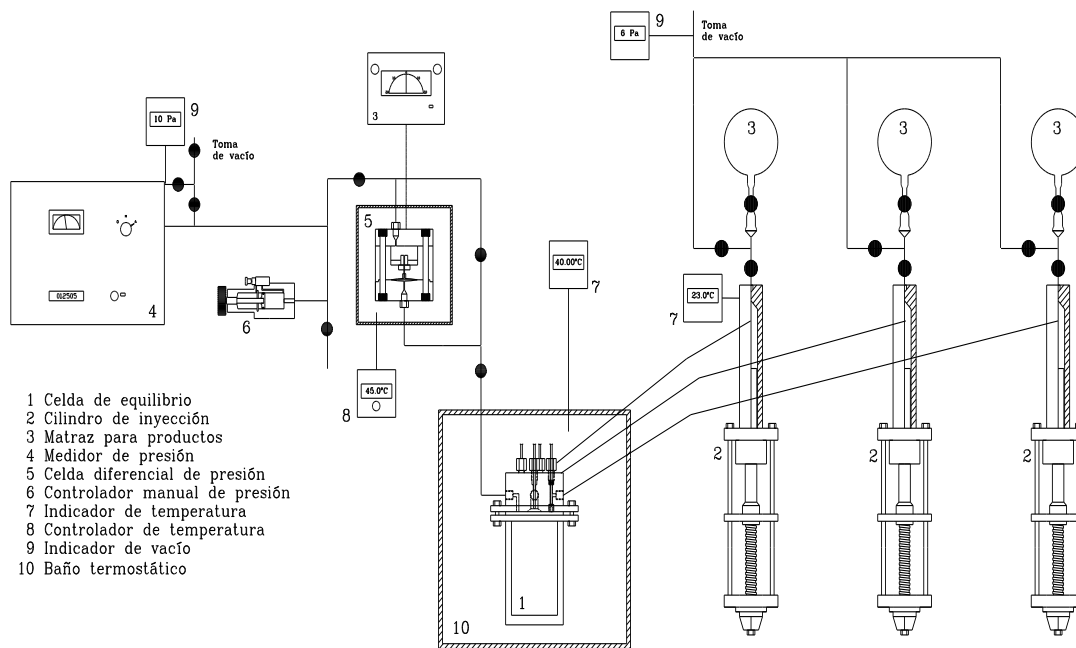 6 Pa
9
Toma
de vacío
10 Pa
9
Toma
de vacío
3
3
3
3
5
40.00°C
7
23.0°C
7
012505
4
6
45.0°C
8
1 Celda de equilibrio
2 Cilindro de inyección
3 Matraz para productos
4 Medidor de presión
5 Celda diferencial de presión
6 Controlador manual de presión
7 Indicador de temperatura
8 Controlador de temperatura
9 Indicador de vacío
10 Baño termostático
2
2
2
1
10